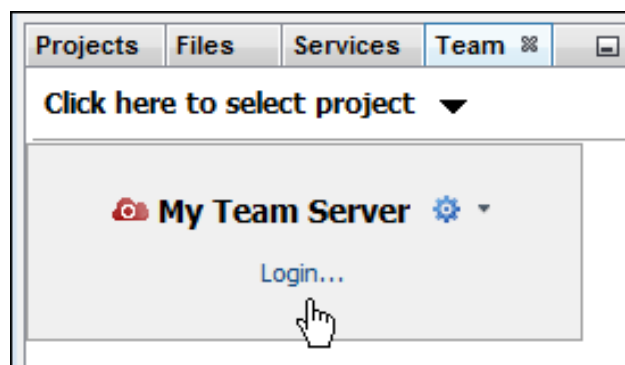 Projects Files Services Team
Click here to select project
My Team Server
Login...